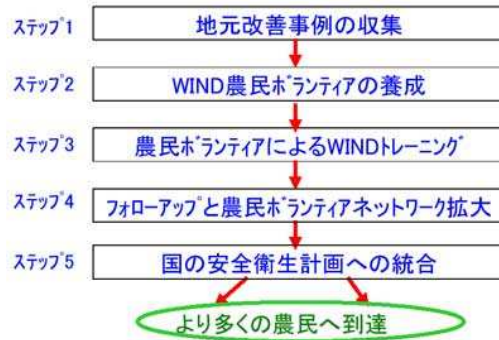 ｽﾃｯﾌﾟ1 地元改善事例の収集
ｽﾃｯﾌﾟ2 WIND農民ﾎﾞﾗﾝﾃｨｱの養成
ｽﾃｯﾌﾟ3 農民ﾎﾞﾗﾝﾃｨｱによるWINDﾄﾚｰﾆﾝｸﾞ
ｽﾃｯﾌﾟ4 ﾌｫﾛｰｱｯﾌﾟと農民ﾎﾞﾗﾝﾃｨｱﾈｯﾄﾜｰｸ拡大
ｽﾃｯﾌﾟ5 国の安全衛生計画への統合
より多くの農民へ到達